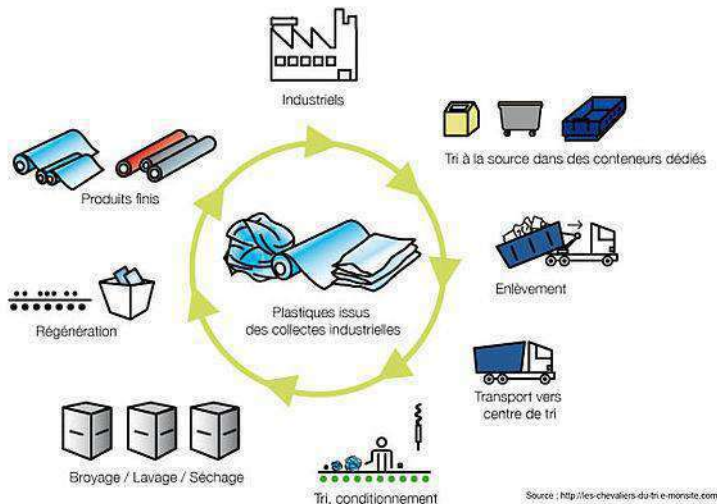 Industriels
Tri à la source dans des conteneurs dédiés
Enlèvement
Transport vers
centre de tri
Tri, conditionnement
Broyage / Lavage / Séchage
Régénération
Produits finis
Plastiques issus
des collectes industrielles
Source : http://les-chevaliers-du-tri.e-monsite.com